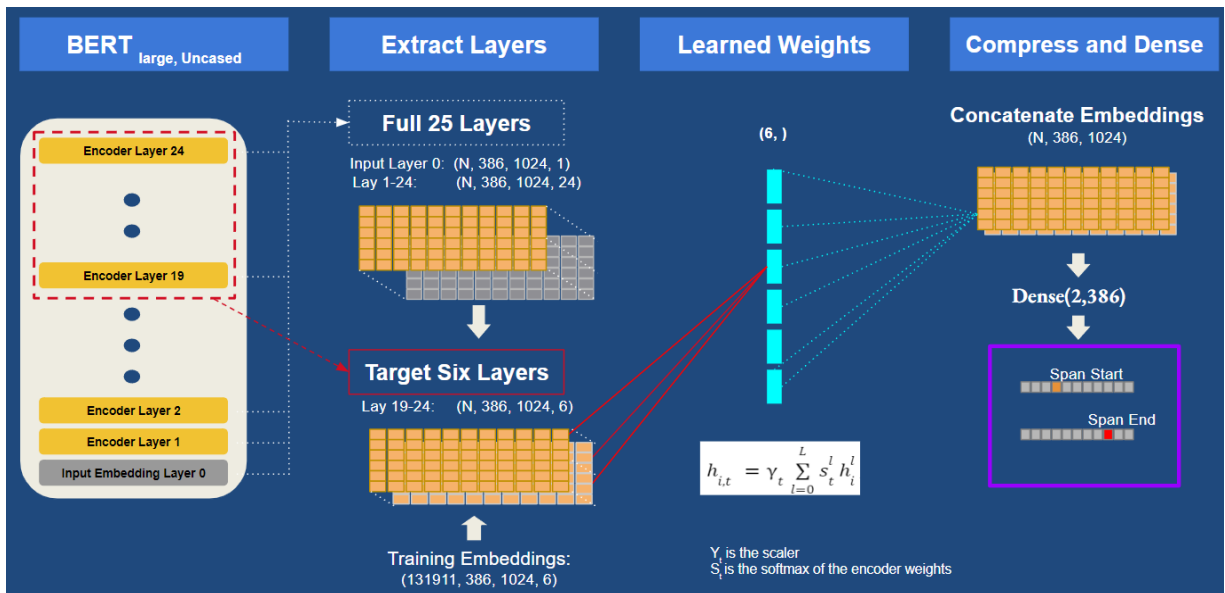 BERT large, Uncased
Extract Layers
Learned Weights
Compress and Dense
Encoder Layer 24
Encoder Layer 19
Encoder Layer 2
Encoder Layer 1
Input Embedding Layer 0
Full 25 Layers
Input Layer 0: (N, 386, 1024, 1)
Lay 1-24: (N, 386, 1024, 24)
Target Six Layers
Lay 19-24: (N, 386, 1024, 6)
Training Embeddings:
(131911, 386, 1024, 6)
(6, )
h_{i,t} = γ_t \sum_{l=0}^{L} s_t^l h_i^l
Y_t is the scaler
S_t^l is the softmax of the encoder weights
Concatenate Embeddings
(N, 386, 1024)
Dense(2,386)
Span Start
Span End